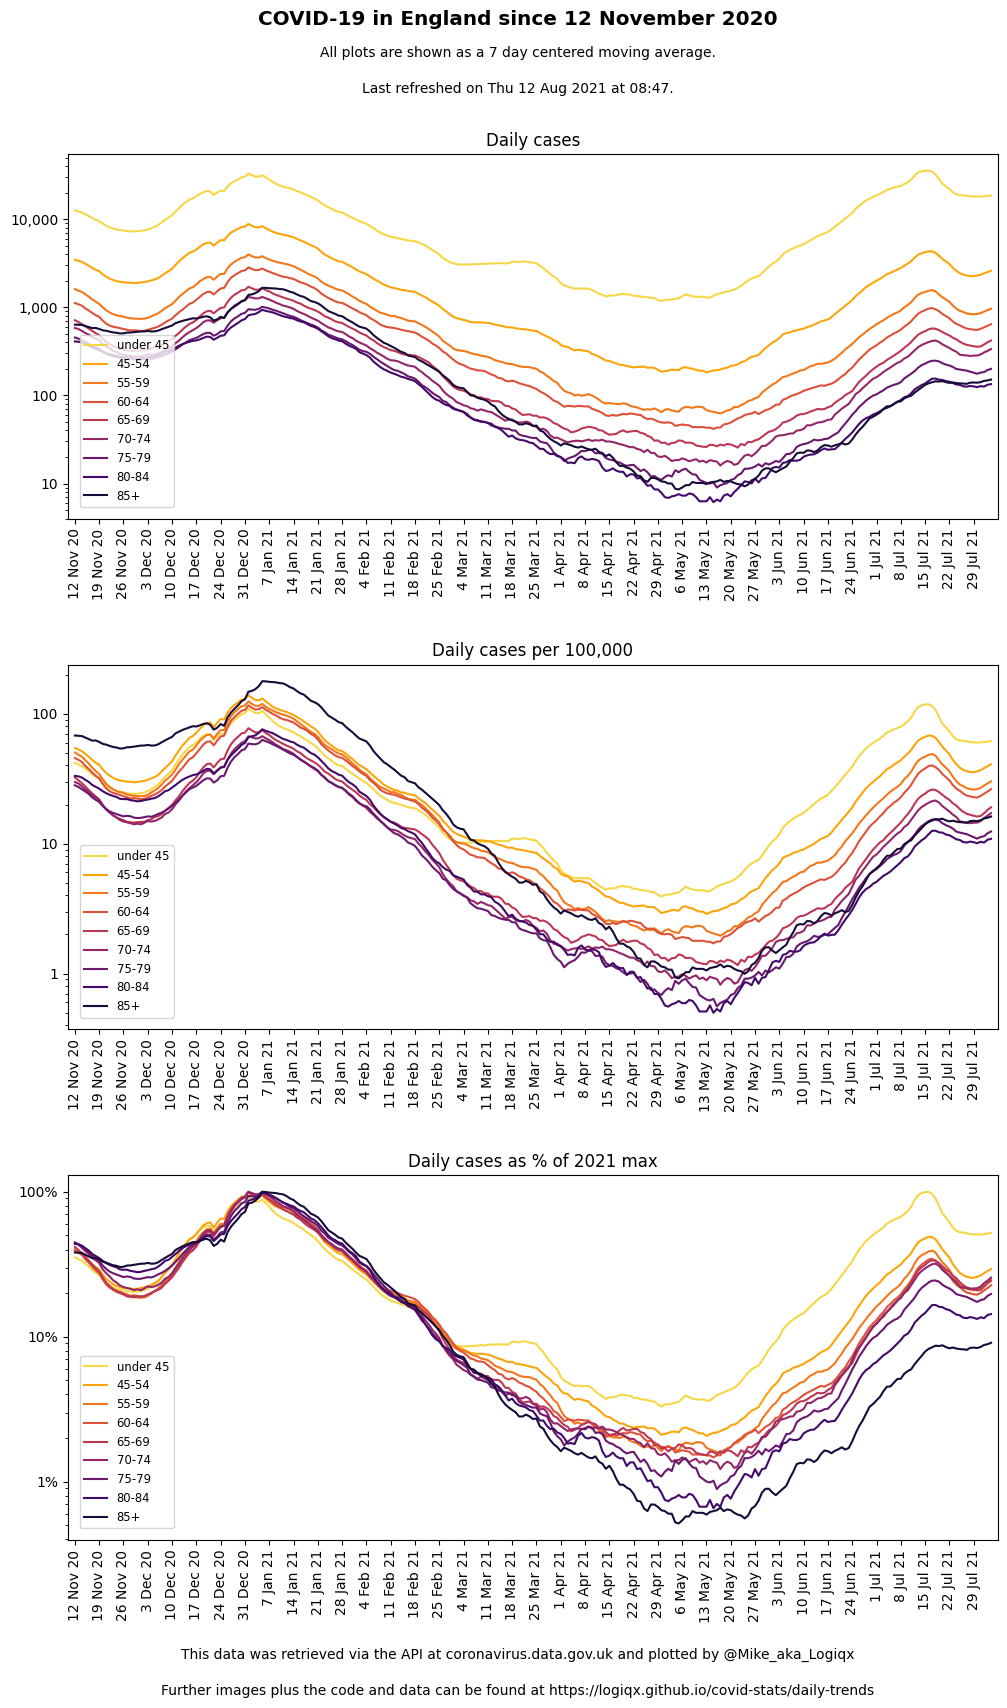 COVID-19 in England since 12 November 2020
All plots are shown as a 7 day centered moving average.
Last refreshed on Thu 12 Aug 2021 at 08:47.
Daily cases
10,000
1,000
100
10
under 45
45-54
55-59
60-64
65-69
70-74
75-79
80-84
85+
12 Nov 20
19 Nov 20
26 Nov 20
3 Dec 20
10 Dec 20
17 Dec 20
24 Dec 20
31 Dec 20
7 Jan 21
14 Jan 21
21 Jan 21
28 Jan 21
4 Feb 21
11 Feb 21
18 Feb 21
25 Feb 21
4 Mar 21
11 Mar 21
18 Mar 21
25 Mar 21
1 Apr 21
8 Apr 21
15 Apr 21
22 Apr 21
29 Apr 21
6 May 21
13 May 21
20 May 21
27 May 21
3 Jun 21
10 Jun 21
17 Jun 21
24 Jun 21
1 Jul 21
8 Jul 21
15 Jul 21
22 Jul 21
29 Jul 21
Daily cases per 100,000
100
10
1
under 45
45-54
55-59
60-64
65-69
70-74
75-79
80-84
85+
12 Nov 20
19 Nov 20
26 Nov 20
3 Dec 20
10 Dec 20
17 Dec 20
24 Dec 20
31 Dec 20
7 Jan 21
14 Jan 21
21 Jan 21
28 Jan 21
4 Feb 21
11 Feb 21
18 Feb 21
25 Feb 21
4 Mar 21
11 Mar 21
18 Mar 21
25 Mar 21
1 Apr 21
8 Apr 21
15 Apr 21
22 Apr 21
29 Apr 21
6 May 21
13 May 21
20 May 21
27 May 21
3 Jun 21
10 Jun 21
17 Jun 21
24 Jun 21
1 Jul 21
8 Jul 21
15 Jul 21
22 Jul 21
29 Jul 21
Daily cases as % of 2021 max
100%
10%
1%
under 45
45-54
55-59
60-64
65-69
70-74
75-79
80-84
85+
12 Nov 20
19 Nov 20
26 Nov 20
3 Dec 20
10 Dec 20
17 Dec 20
24 Dec 20
31 Dec 20
7 Jan 21
14 Jan 21
21 Jan 21
28 Jan 21
4 Feb 21
11 Feb 21
18 Feb 21
25 Feb 21
4 Mar 21
11 Mar 21
18 Mar 21
25 Mar 21
1 Apr 21
8 Apr 21
15 Apr 21
22 Apr 21
29 Apr 21
6 May 21
13 May 21
20 May 21
27 May 21
3 Jun 21
10 Jun 21
17 Jun 21
24 Jun 21
1 Jul 21
8 Jul 21
15 Jul 21
22 Jul 21
29 Jul 21
This data was retrieved via the API at coronavirus.data.gov.uk and plotted by @Mike_aka_Logiqx
Further images plus the code and data can be found at https://logiqx.github.io/covid-stats/daily-trends